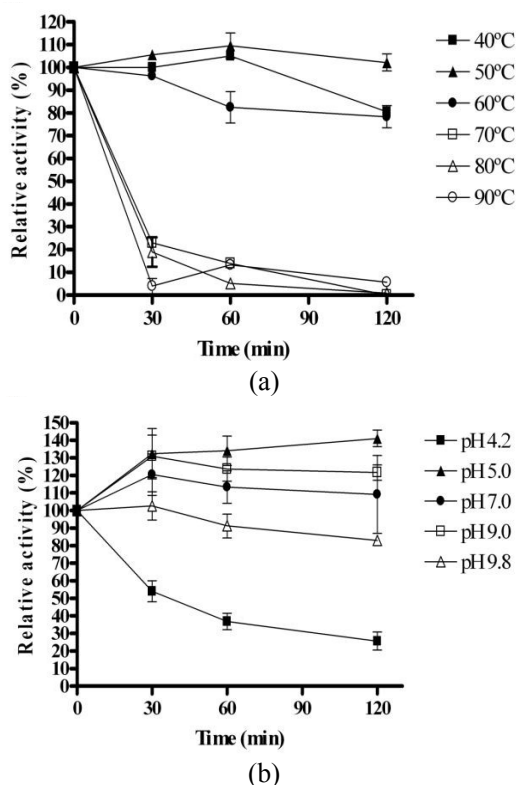 120
110
100
90
80
70
60
50
40
30
20
10
0
Relative activity (%)
0 30 60 90 120
Time (min)
40ºC
50ºC
60ºC
70ºC
80ºC
90ºC
(a)
150
140
130
120
110
100
90
80
70
60
50
40
30
20
10
0
Relative activity (%)
0 30 60 90 120
Time (min)
pH4.2
pH5.0
pH7.0
pH9.0
pH9.8
(b)